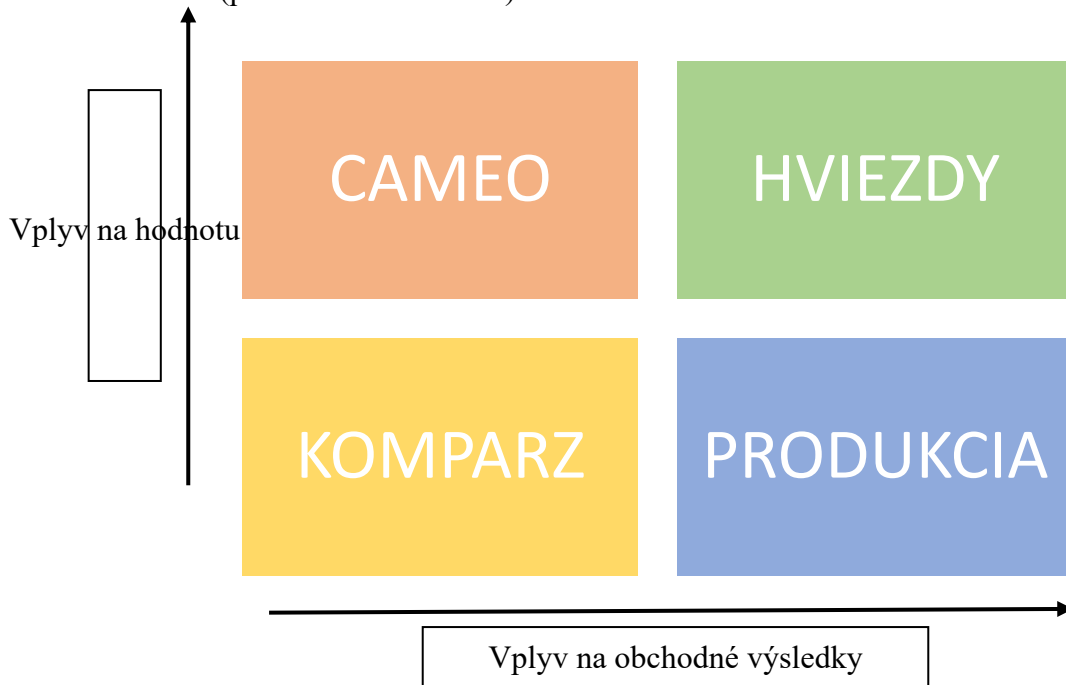 CAMEO
HVIEZDY
Vplyv na hodnotu
KOMPARZ
PRODUKCIA
Vplyv na obchodné výsledky